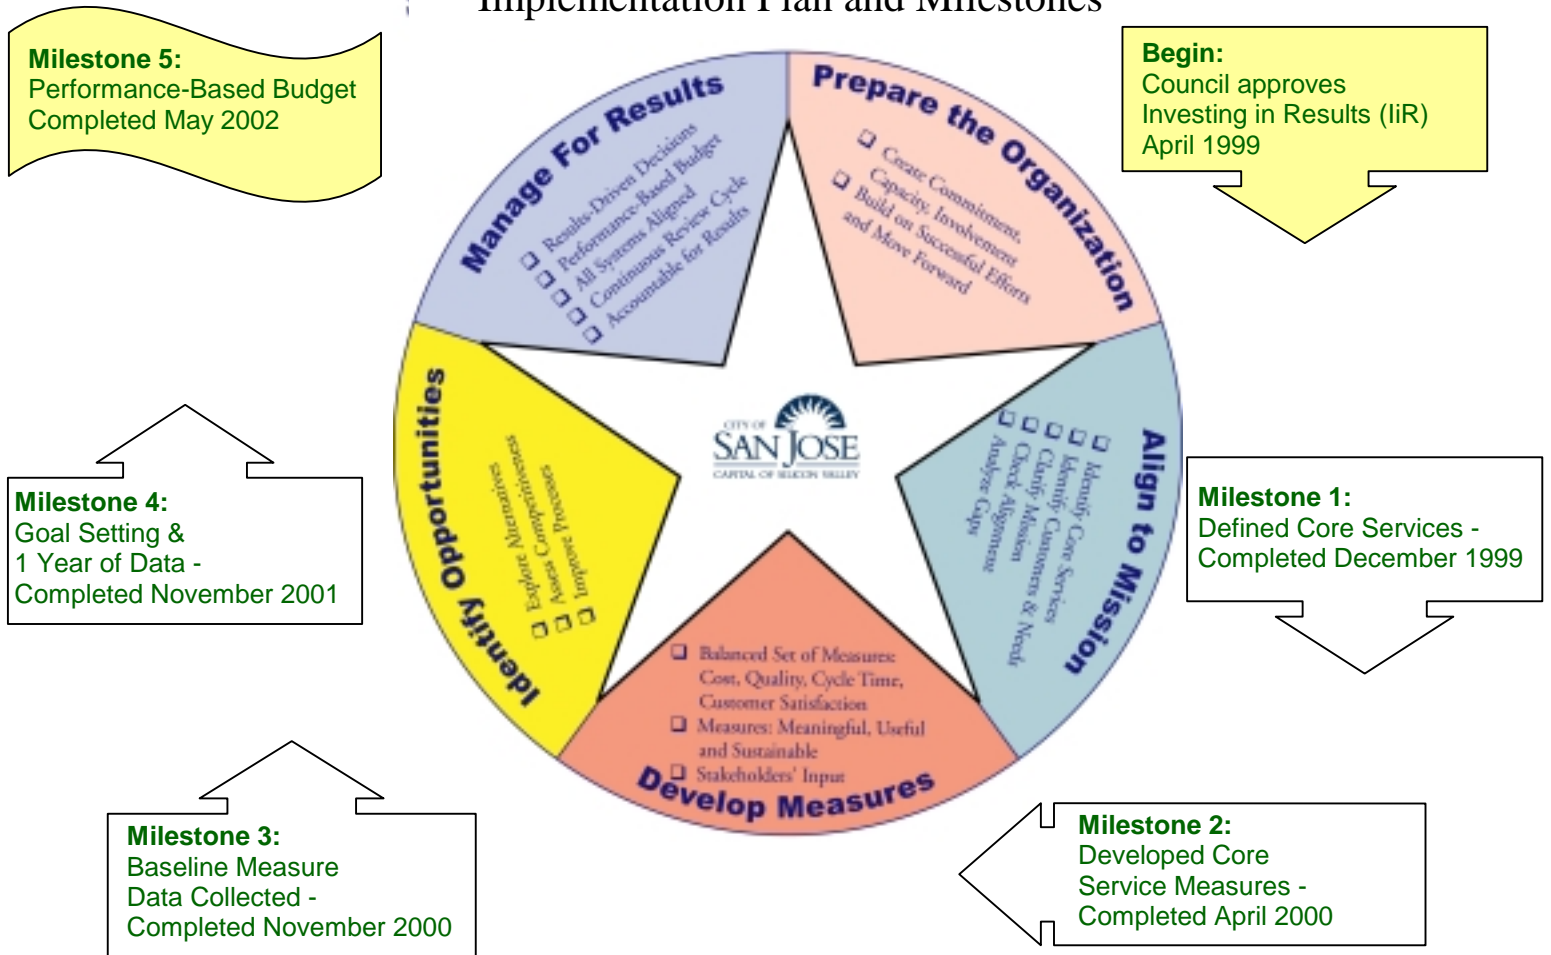 Implementation Plan and Milestones
Begin:
Council approves
Investing in Results (IiR)
April 1999
Prepare the Organization
Create Commitment,
Capacity, Involvement
Build on Successful Efforts
and Move Forward
Milestone 1:
Defined Core Services -
Completed December 1999
Align to Mission
Identify Core Services
Identify Customers & Needs
Clarify Mission
Check Alignment
Analyze Gaps
Milestone 2:
Developed Core
Service Measures -
Completed April 2000
Balanced Set of Measures:
Cost, Quality, Cycle Time,
Customer Satisfaction
Measures: Meaningful, Useful
and Sustainable
Stakeholders' Input
Develop Measures
Milestone 3:
Baseline Measure
Data Collected -
Completed November 2000
Identify Opportunities
Explore Alternatives
Assess Competitiveness
Improve Processes
Milestone 4:
Goal Setting &
1 Year of Data -
Completed November 2001
Manage For Results
Results-Driven Decisions
Performance-Based Budget
All Systems Aligned
Continuous Review Cycle
Accountable for Results
Milestone 5:
Performance-Based Budget
Completed May 2002
CITY OF
SAN JOSE
CAPITAL OF SILICON VALLEY